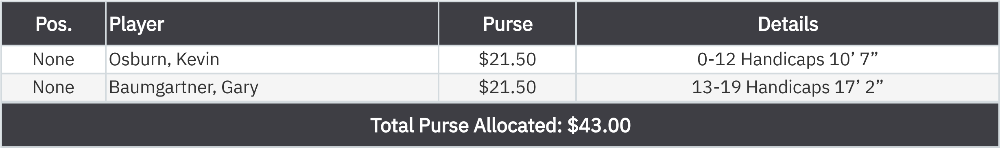 Pos. Player Purse Details
None Osburn, Kevin $21.50 0-12 Handicaps 10’ 7”
None Baumgartner, Gary $21.50 13-19 Handicaps 17’ 2”
Total Purse Allocated: $43.00